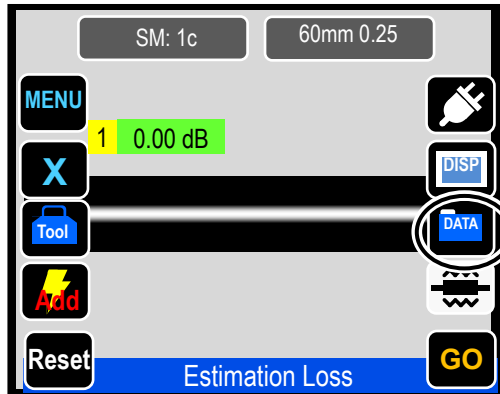 SM: 1c
60mm 0.25
MENU
1 0.00 dB
X
DISP
Tool
DATA
Add
Reset
GO
Estimation Loss